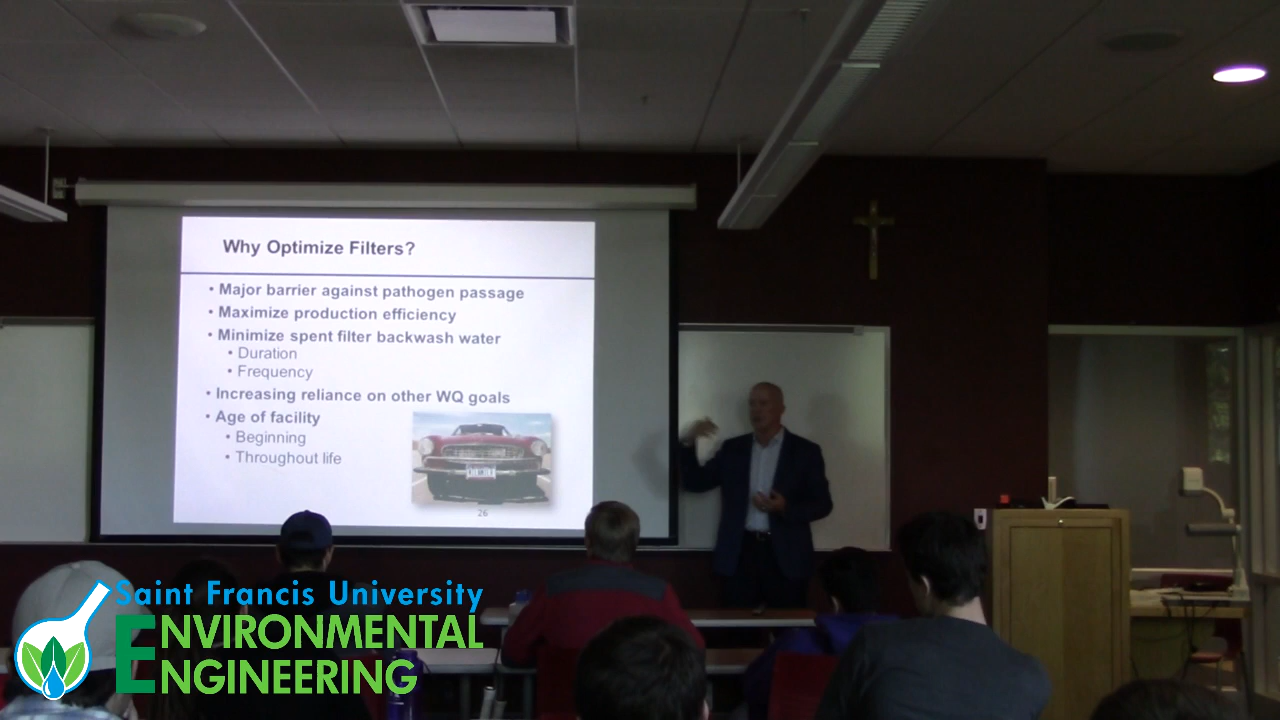 Why Optimize Filters?
• Major barrier against pathogen passage
• Maximize production efficiency
• Minimize spent filter backwash water
• Duration
• Frequency
• Increasing reliance on other WQ goals
• Age of facility
• Beginning
• Throughout life
26
Saint Francis University
ENVIRONMENTAL
ENGINEERING